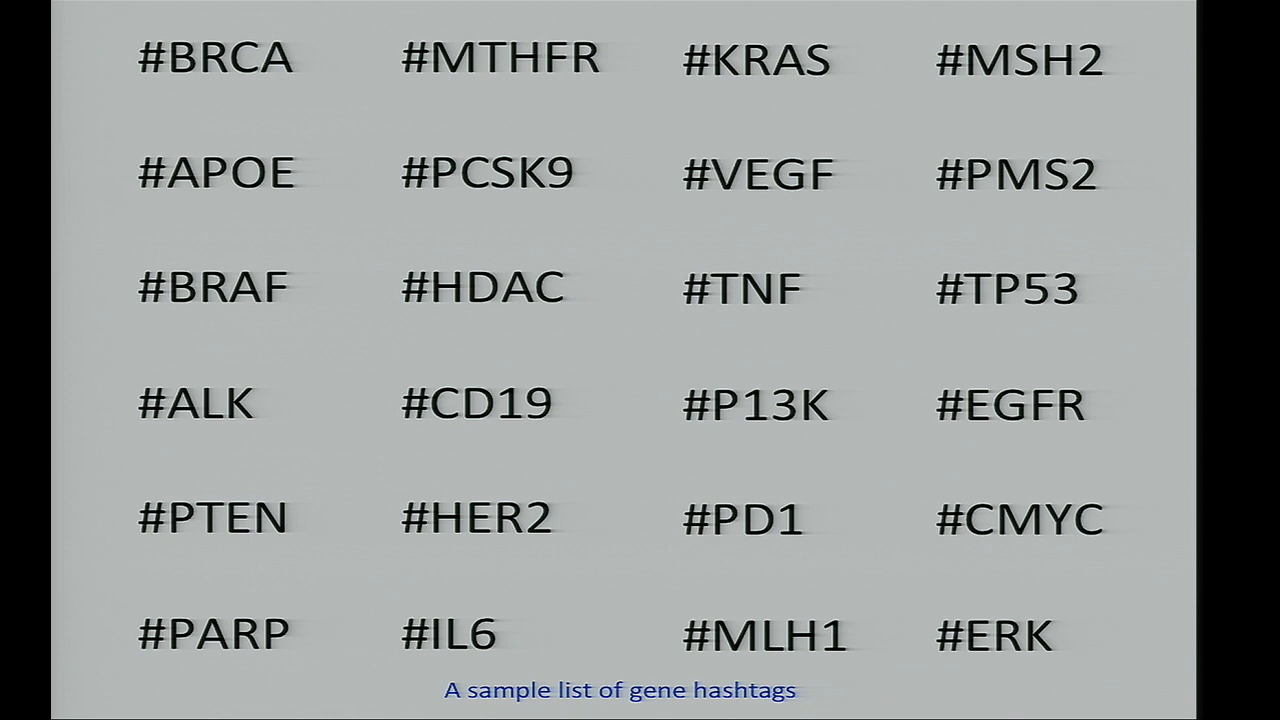 #BRCA #MTHFR #KRAS #MSH2
#APOE #PCSK9 #VEGF #PMS2
#BRAF #HDAC #TNF #TP53
#ALK #CD19 #P13K #EGFR
#PTEN #HER2 #PD1 #CMYC
#PARP #IL6 #MLH1 #ERK
A sample list of gene hashtags